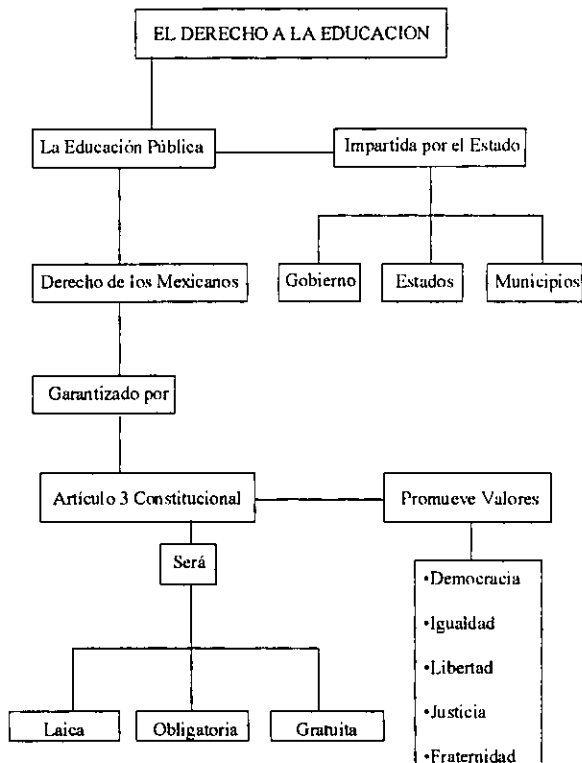 EL DERECHO A LA EDUCACION
La Educación Pública
Impartida por el Estado
Derecho de los Mexicanos
Gobierno
Estados
Municipios
Garantizado por
Artículo 3 Constitucional
Promueve Valores
Será
•Democracia
•Igualdad
•Libertad
•Justicia
•Fraternidad
Laica
Obligatoria
Gratuita